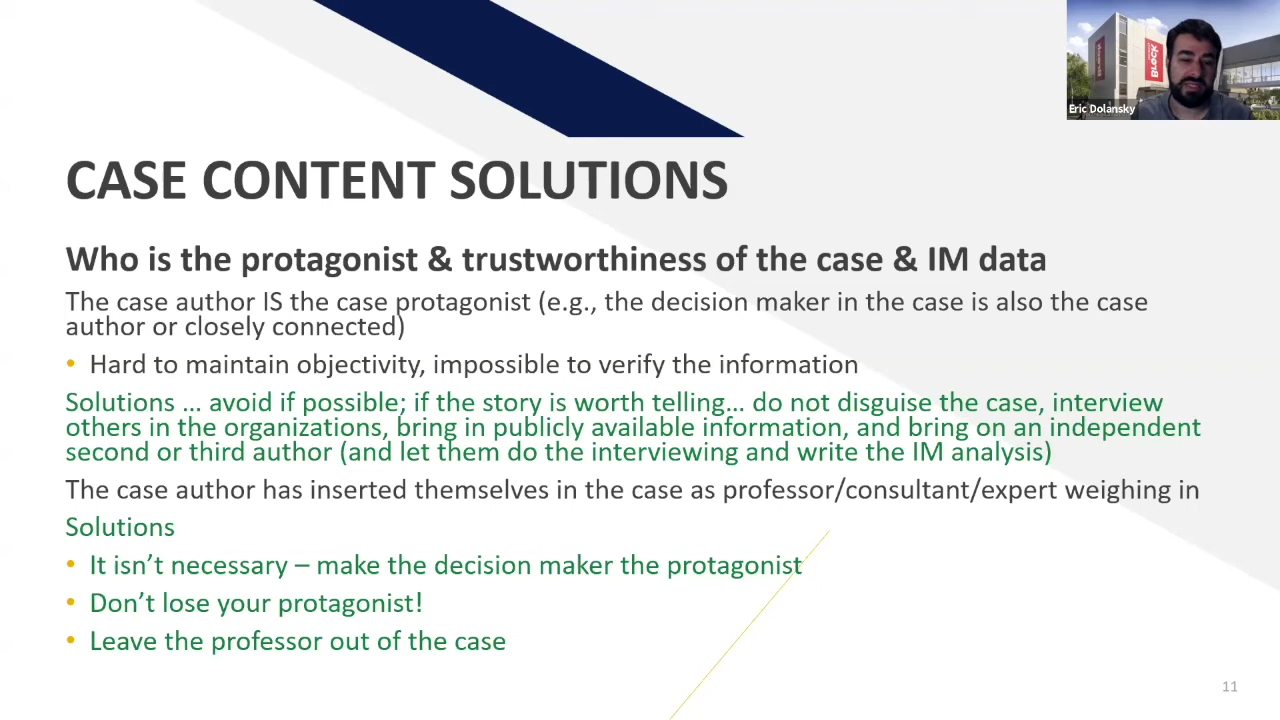 Eric Dolansky
CASE CONTENT SOLUTIONS
Who is the protagonist & trustworthiness of the case & IM data
The case author IS the case protagonist (e.g., the decision maker in the case is also the case
author or closely connected)
• Hard to maintain objectivity, impossible to verify the information
Solutions … avoid if possible; if the story is worth telling… do not disguise the case, interview
others in the organizations, bring in publicly available information, and bring on an independent
second or third author (and let them do the interviewing and write the IM analysis)
The case author has inserted themselves in the case as professor/consultant/expert weighing in
Solutions
• It isn’t necessary – make the decision maker the protagonist
• Don’t lose your protagonist!
• Leave the professor out of the case
11